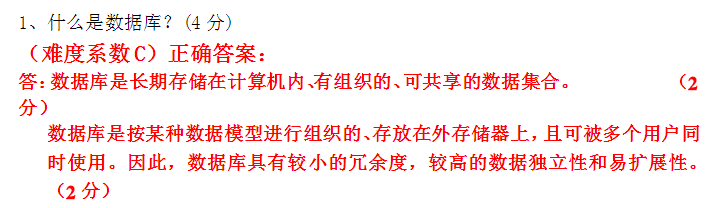 1、什么是数据库？(4 分)
（难度系数 C）正确答案：
答：数据库是长期存储在计算机内、有组织的、可共享的数据集合。 （2
分）
数据库是按某种数据模型进行组织的、存放在外存储器上，且可被多个用户同
时使用。因此，数据库具有较小的冗余度，较高的数据独立性和易扩展性。
（2 分）